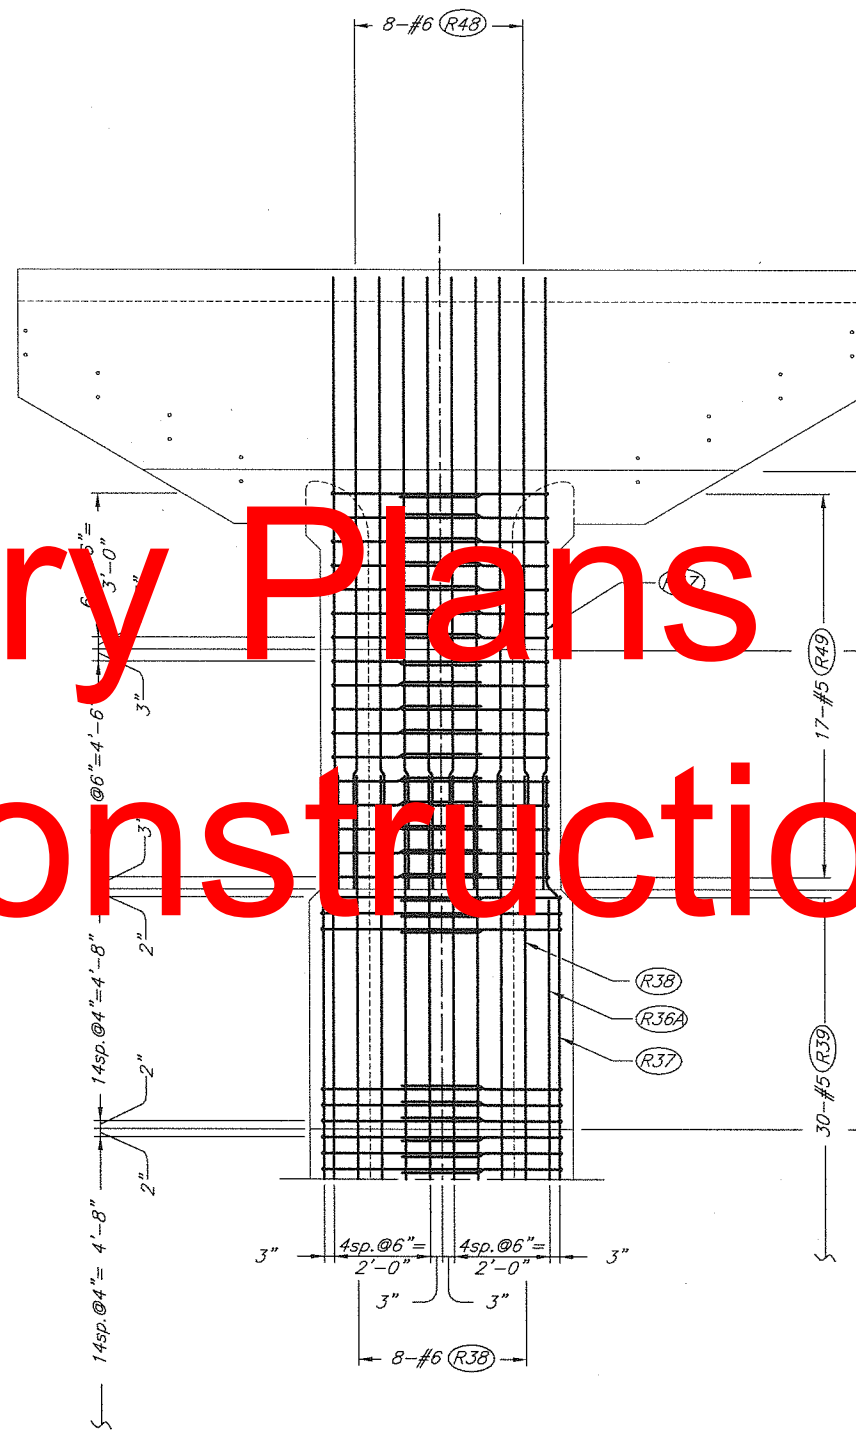 8-#6 R48
ry Plans
3'-0"
3"
@6"=4'-6"
17-#5 R49
onstructio
3"
2"
14sp.@4"=4'-8"
R38
R36A
R37
2"
30-#5 R39
2"
14sp.@4"= 4'-8"
3" 4sp.@6"= 2'-0" 4sp.@6"= 2'-0" 3"
3" 3"
8-#6 R38